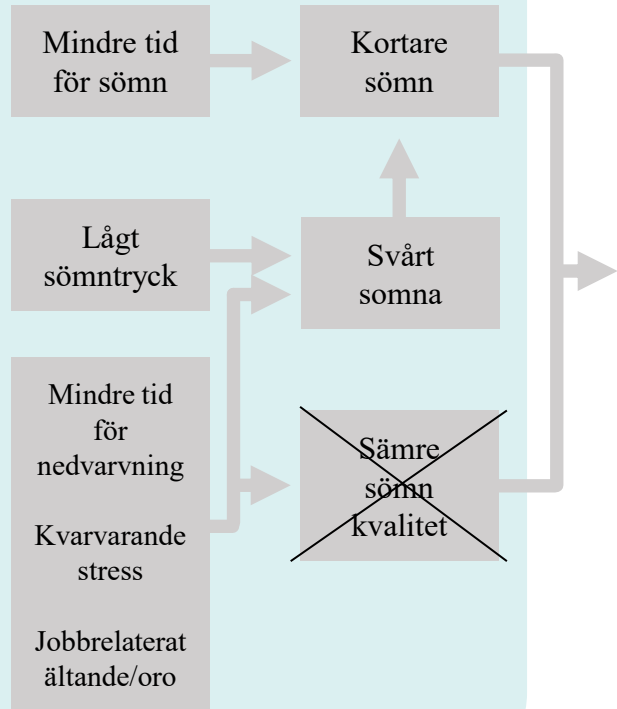 Mindre tid
för sömn
Kortare
sömn
Lågt
sömntryck
Svårt
somna
Mindre tid
för
nedvarvning
Kvarvarande
stress
Jobbrelaterat
ältande/oro
Sämre
sömn
kvalitet